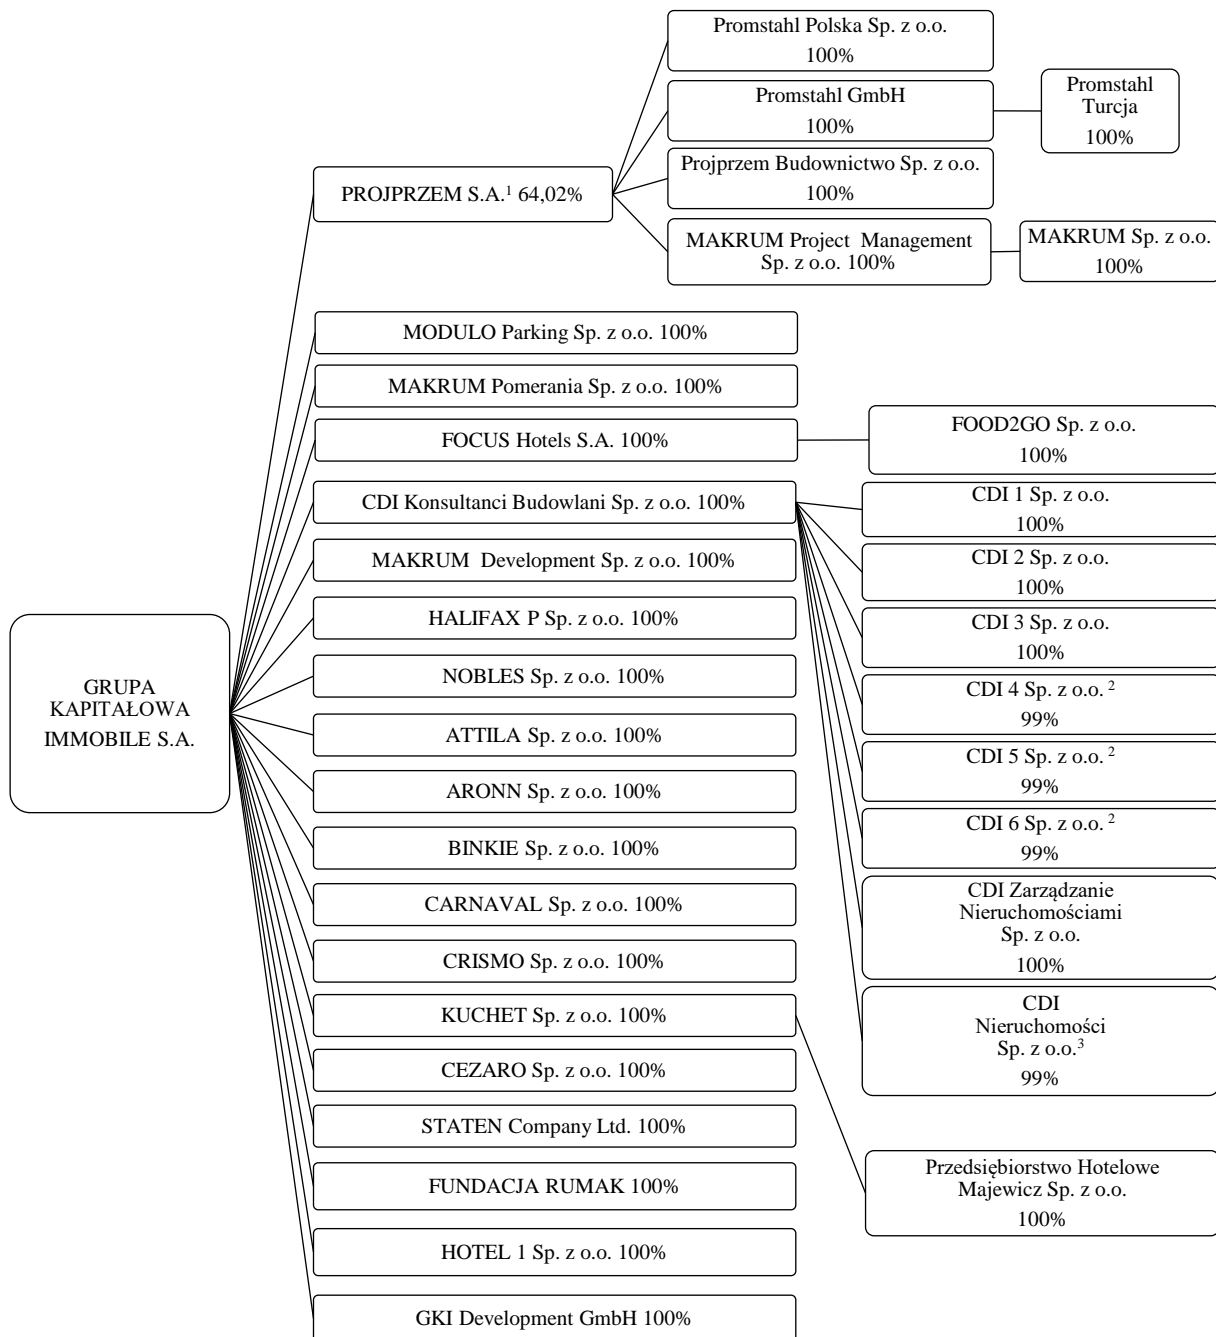 Promstahl Polska Sp. z o.o.
100%
Promstahl GmbH
100%
Promstahl
Turcja
100%
Projprzem Budownictwo Sp. z o.o.
100%
PROJPRZEM S.A.¹ 64,02%
MAKRUM Project Management
Sp. z o.o. 100%
MAKRUM Sp. z o.o.
100%
MODULO Parking Sp. z o.o. 100%
MAKRUM Pomerania Sp. z o.o. 100%
FOCUS Hotels S.A. 100%
FOOD2GO Sp. z o.o.
100%
CDI Konsultanci Budowlani Sp. z o.o. 100%
CDI 1 Sp. z o.o.
100%
CDI 2 Sp. z o.o.
100%
CDI 3 Sp. z o.o.
100%
CDI 4 Sp. z o.o. ²
99%
CDI 5 Sp. z o.o. ²
99%
CDI 6 Sp. z o.o. ²
99%
CDI Zarządzanie
Nieruchomościami
Sp. z o.o.
100%
CDI
Nieruchomości
Sp. z o.o.³
99%
MAKRUM Development Sp. z o.o. 100%
HALIFAX P Sp. z o.o. 100%
NOBLES Sp. z o.o. 100%
GRUPA
KAPITAŁOWA
IMMOBILE S.A.
ATTILA Sp. z o.o. 100%
ARONN Sp. z o.o. 100%
BINKIE Sp. z o.o. 100%
CARNAVAL Sp. z o.o. 100%
CRISMO Sp. z o.o. 100%
KUCHET Sp. z o.o. 100%
CEZARO Sp. z o.o. 100%
STATEN Company Ltd. 100%
FUNDACJA RUMAK 100%
Przedsiębiorstwo Hotelowe
Majewicz Sp. z o.o.
100%
HOTEL 1 Sp. z o.o. 100%
GKI Development GmbH 100%